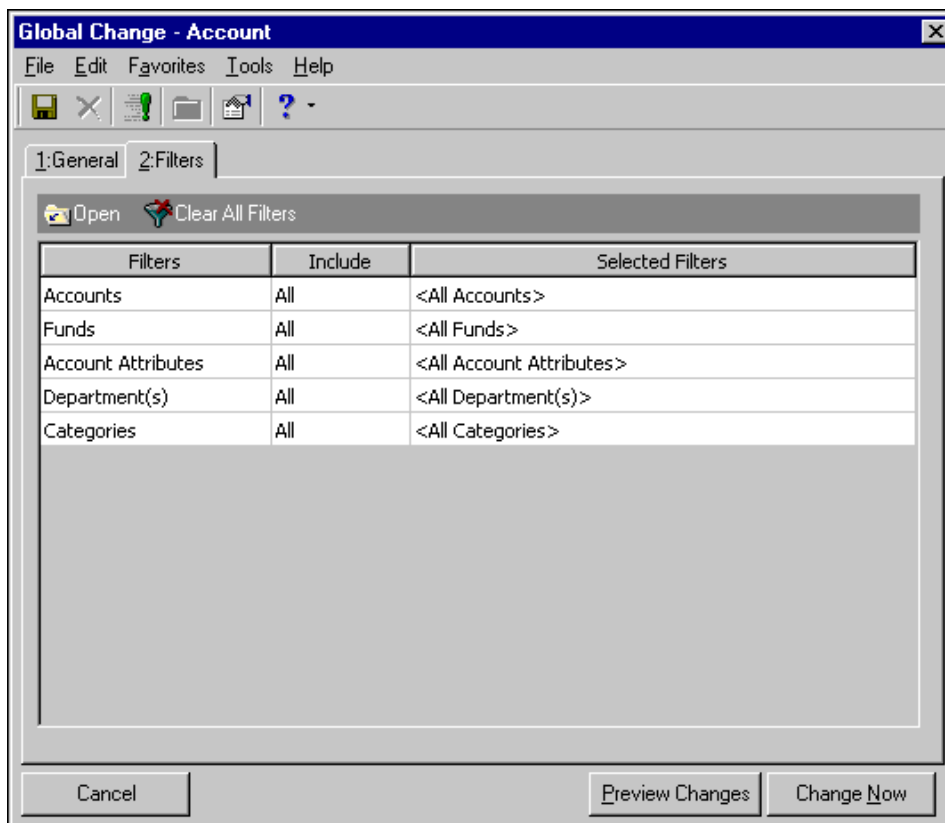 Global Change - Account
File Edit Favorites Tools Help
1:General 2:Filters
Open Clear All Filters
Filters Include Selected Filters
Accounts All <All Accounts>
Funds All <All Funds>
Account Attributes All <All Account Attributes>
Department(s) All <All Department(s)>
Categories All <All Categories>
Cancel Preview Changes Change Now